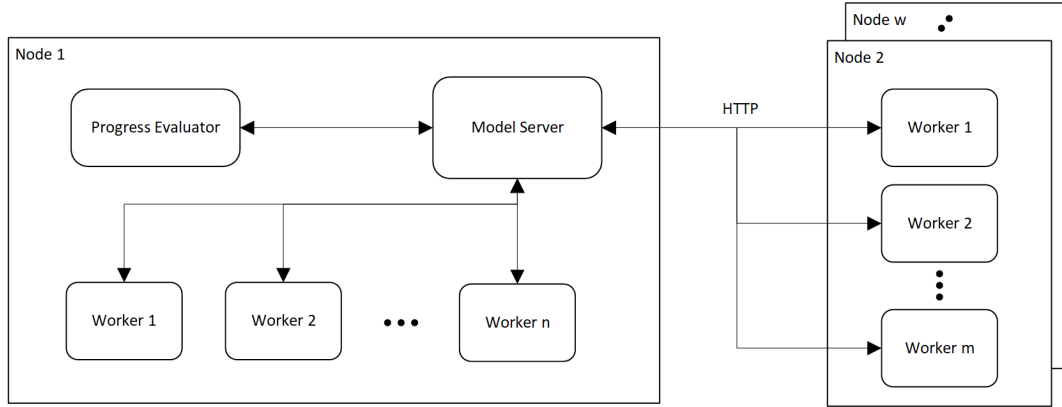 Node w
Node 1
Node 2
Progress Evaluator
Model Server
HTTP
Worker 1
Worker 2
Worker m
Worker 1
Worker 2
Worker n